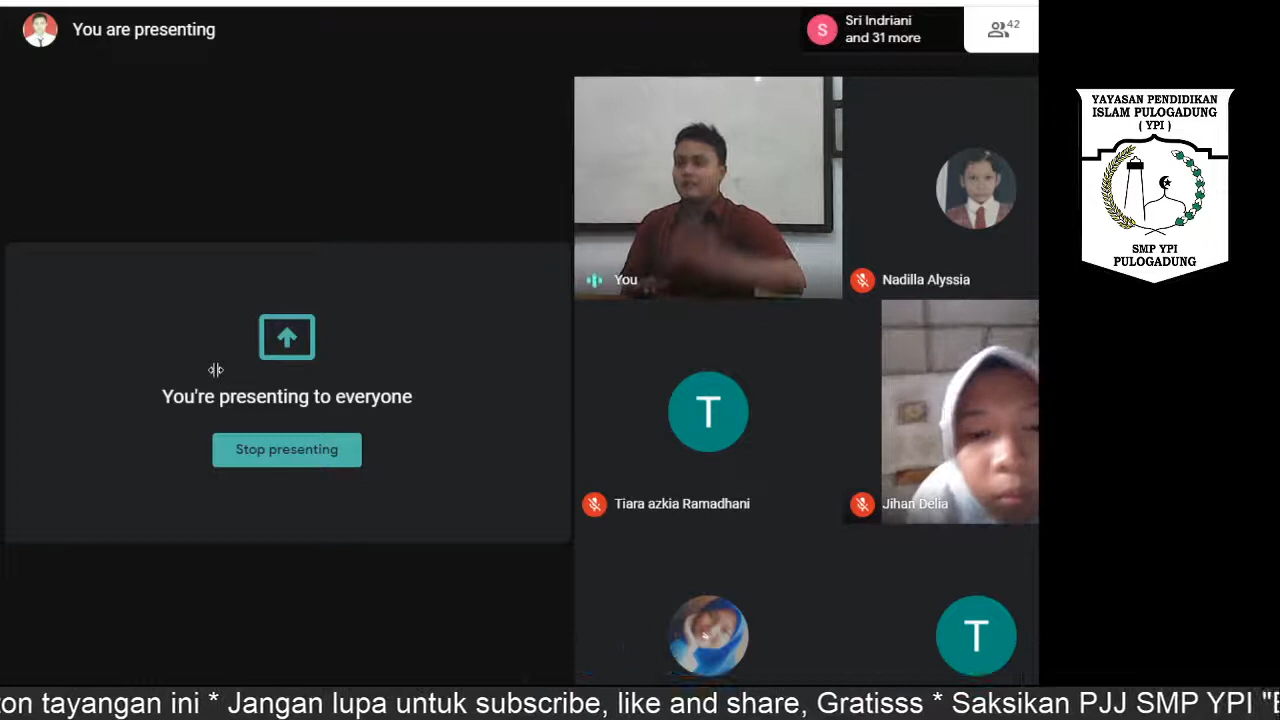 You are presenting
Sri Indriani
and 31 more
42
S
YAYASAN PENDIDIKAN
ISLAM PULOGADUNG
( YPI )
SMP YPI
PULOGADUNG
You
Nadilla Alyssia
You're presenting to everyone
Stop presenting
T
Tiara azkia Ramadhani
Jihan Delia
T
ton tayangan ini * Jangan lupa untuk subscribe, like and share, Gratisss * Saksikan PJJ SMP YPI "